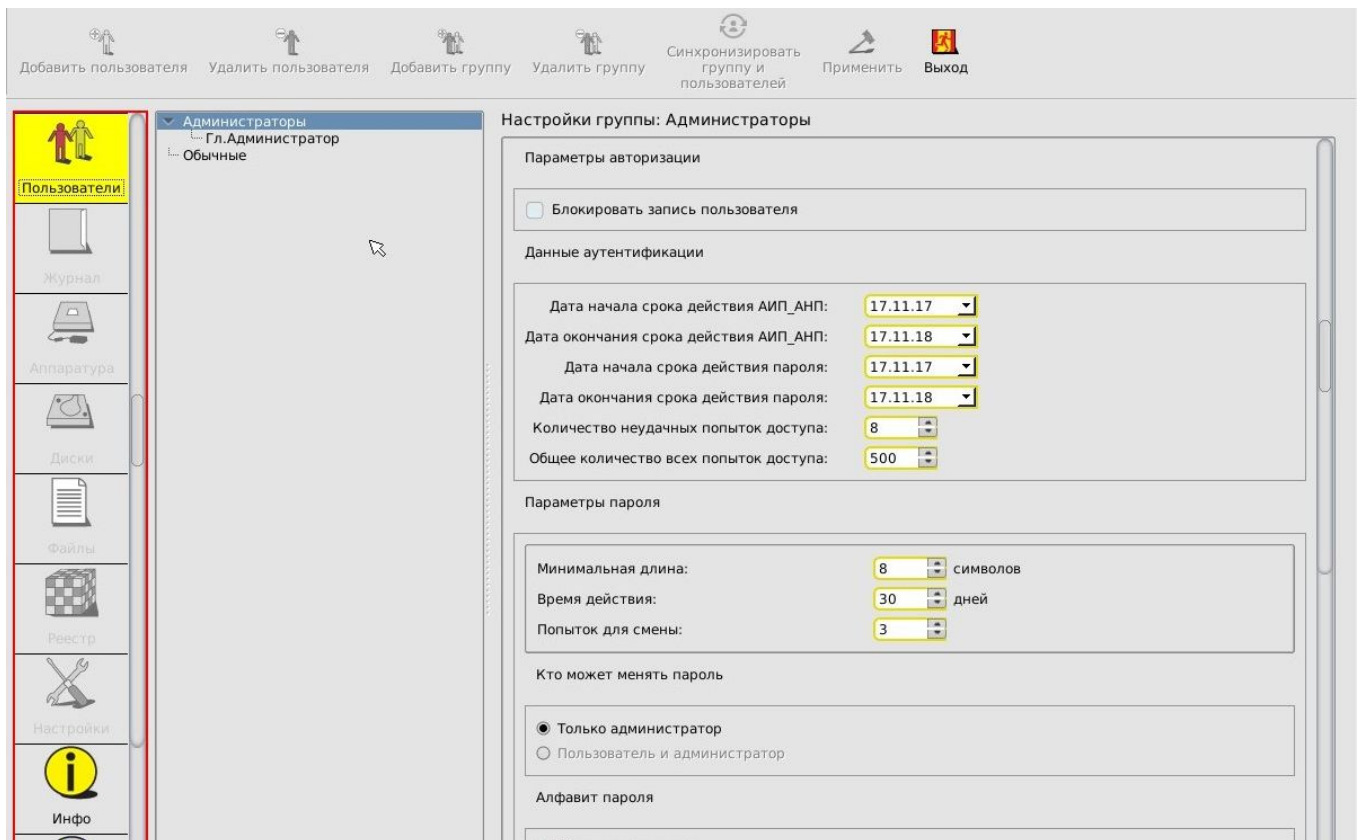 Добавить пользователя
Удалить пользователя
Добавить группу
Удалить группу
Синхронизировать
группу и
пользователей
Применить
Выход
Пользователи
Журнал
Аппаратура
Диски
Файлы
Реестр
Настройки
Инфо
Администраторы
Гл.Администратор
Обычные
Настройки группы: Администраторы
Параметры авторизации
Блокировать запись пользователя
Данные аутентификации
Дата начала срока действия АИП_АНП: 17.11.17
Дата окончания срока действия АИП_АНП: 17.11.18
Дата начала срока действия пароля: 17.11.17
Дата окончания срока действия пароля: 17.11.18
Количество неудачных попыток доступа: 8
Общее количество всех попыток доступа: 500
Параметры пароля
Минимальная длина: 8 символов
Время действия: 30 дней
Попыток для смены: 3
Кто может менять пароль
Только администратор
Пользователь и администратор
Алфавит пароля